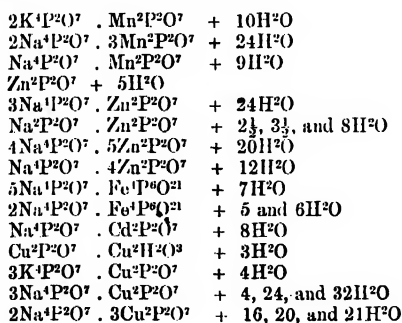 2K⁴P²O⁷ . Mn²P²O⁷ + 10H²O
2Na⁴P²O⁷ . 3Mn²P²O⁷ + 24H²O
Na⁴P²O⁷ . Mn²P²O⁷ + 9H²O
Zn²P²O⁷ + 5H²O
3Na⁴P²O⁷ . Zn²P²O⁷ + 24H²O
Na²P²O⁷ . Zn²P²O⁷ + 2½, 3½, and 8H²O
4Na⁴P²O⁷ . 5Zn²P²O⁷ + 20H²O
Na⁴P²O⁷ . 4Zn²P²O⁷ + 12H²O
5Na⁴P²O⁷ . Fe⁴P⁶O²¹ + 7H²O
2Na⁴P²O⁷ . Fe⁴P⁶O²¹ + 5 and 6H²O
Na⁴P²O⁷ . Cd²P²O⁷ + 8H²O
Cu²P²O⁷ . Cu²H²O³ + 3H²O
3K⁴P²O⁷ . Cu²P²O⁷ + 4H²O
3Na⁴P²O⁷ . Cu²P²O⁷ + 4, 24, and 32H²O
2Na⁴P²O⁷ . 3Cu²P²O⁷ + 16, 20, and 21H²O